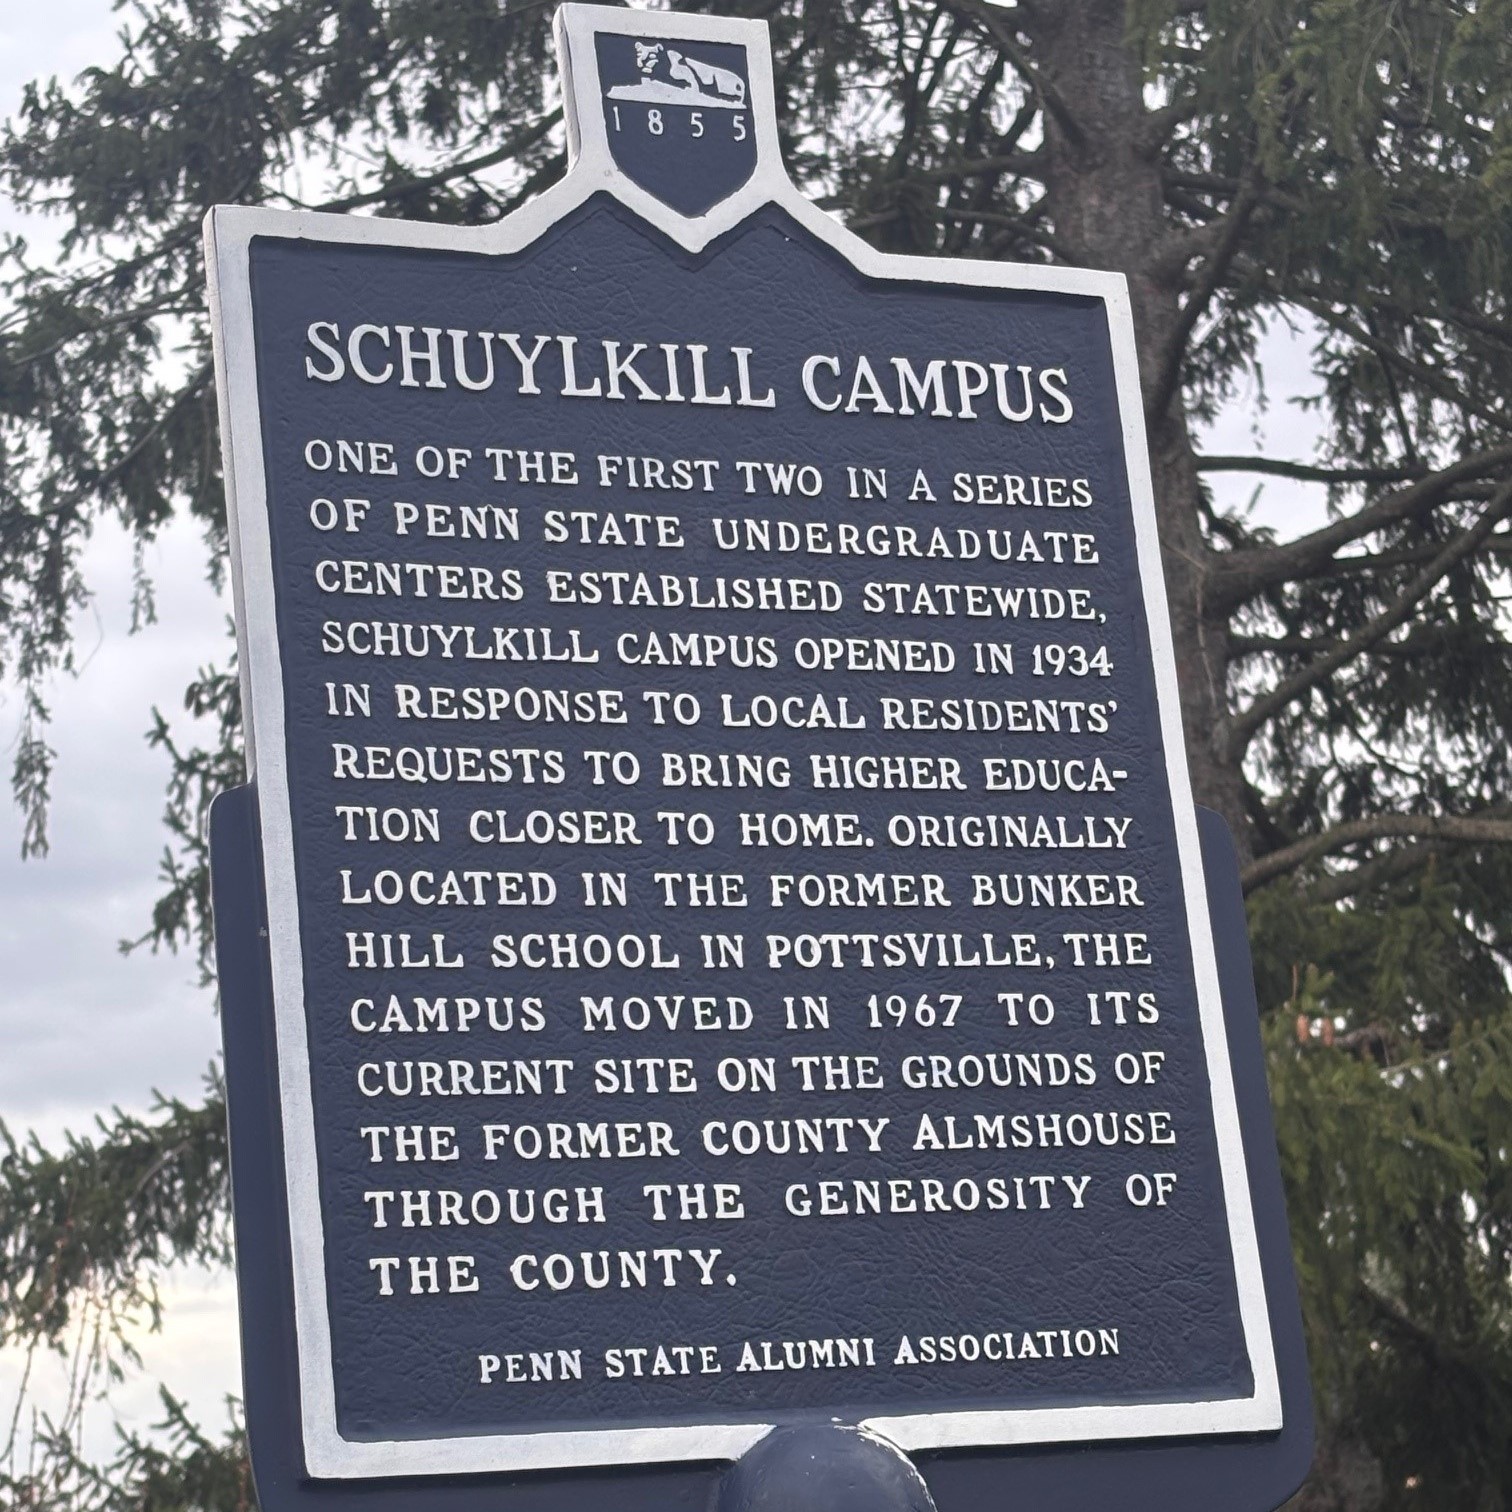 1855
SCHUYLKILL CAMPUS
ONE OF THE FIRST TWO IN A SERIES
OF PENN STATE UNDERGRADUATE
CENTERS ESTABLISHED STATEWIDE,
SCHUYLKILL CAMPUS OPENED IN 1934
IN RESPONSE TO LOCAL RESIDENTS'
REQUESTS TO BRING HIGHER EDUCA-
TION CLOSER TO HOME. ORIGINALLY
LOCATED IN THE FORMER BUNKER
HILL SCHOOL IN POTTSVILLE, THE
CAMPUS MOVED IN 1967 TO ITS
CURRENT SITE ON THE GROUNDS OF
THE FORMER COUNTY ALMSHOUSE
THROUGH THE GENEROSITY OF
THE COUNTY.
PENN STATE ALUMNI ASSOCIATION